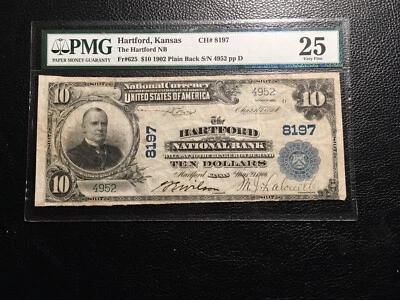 PMG
PAPER MONEY GUARANTY
Hartford, Kansas CH# 8197
The Hartford NB
Fr#625 $10 1902 Plain Back S/N 4952 pp D
25
Very Fine
National Currency
UNITED STATES OF AMERICA
10
10
4952
The
HARTFORD
NATIONAL BANK
8197
8197
TEN DOLLARS
Hartford KANSAS
10
4952